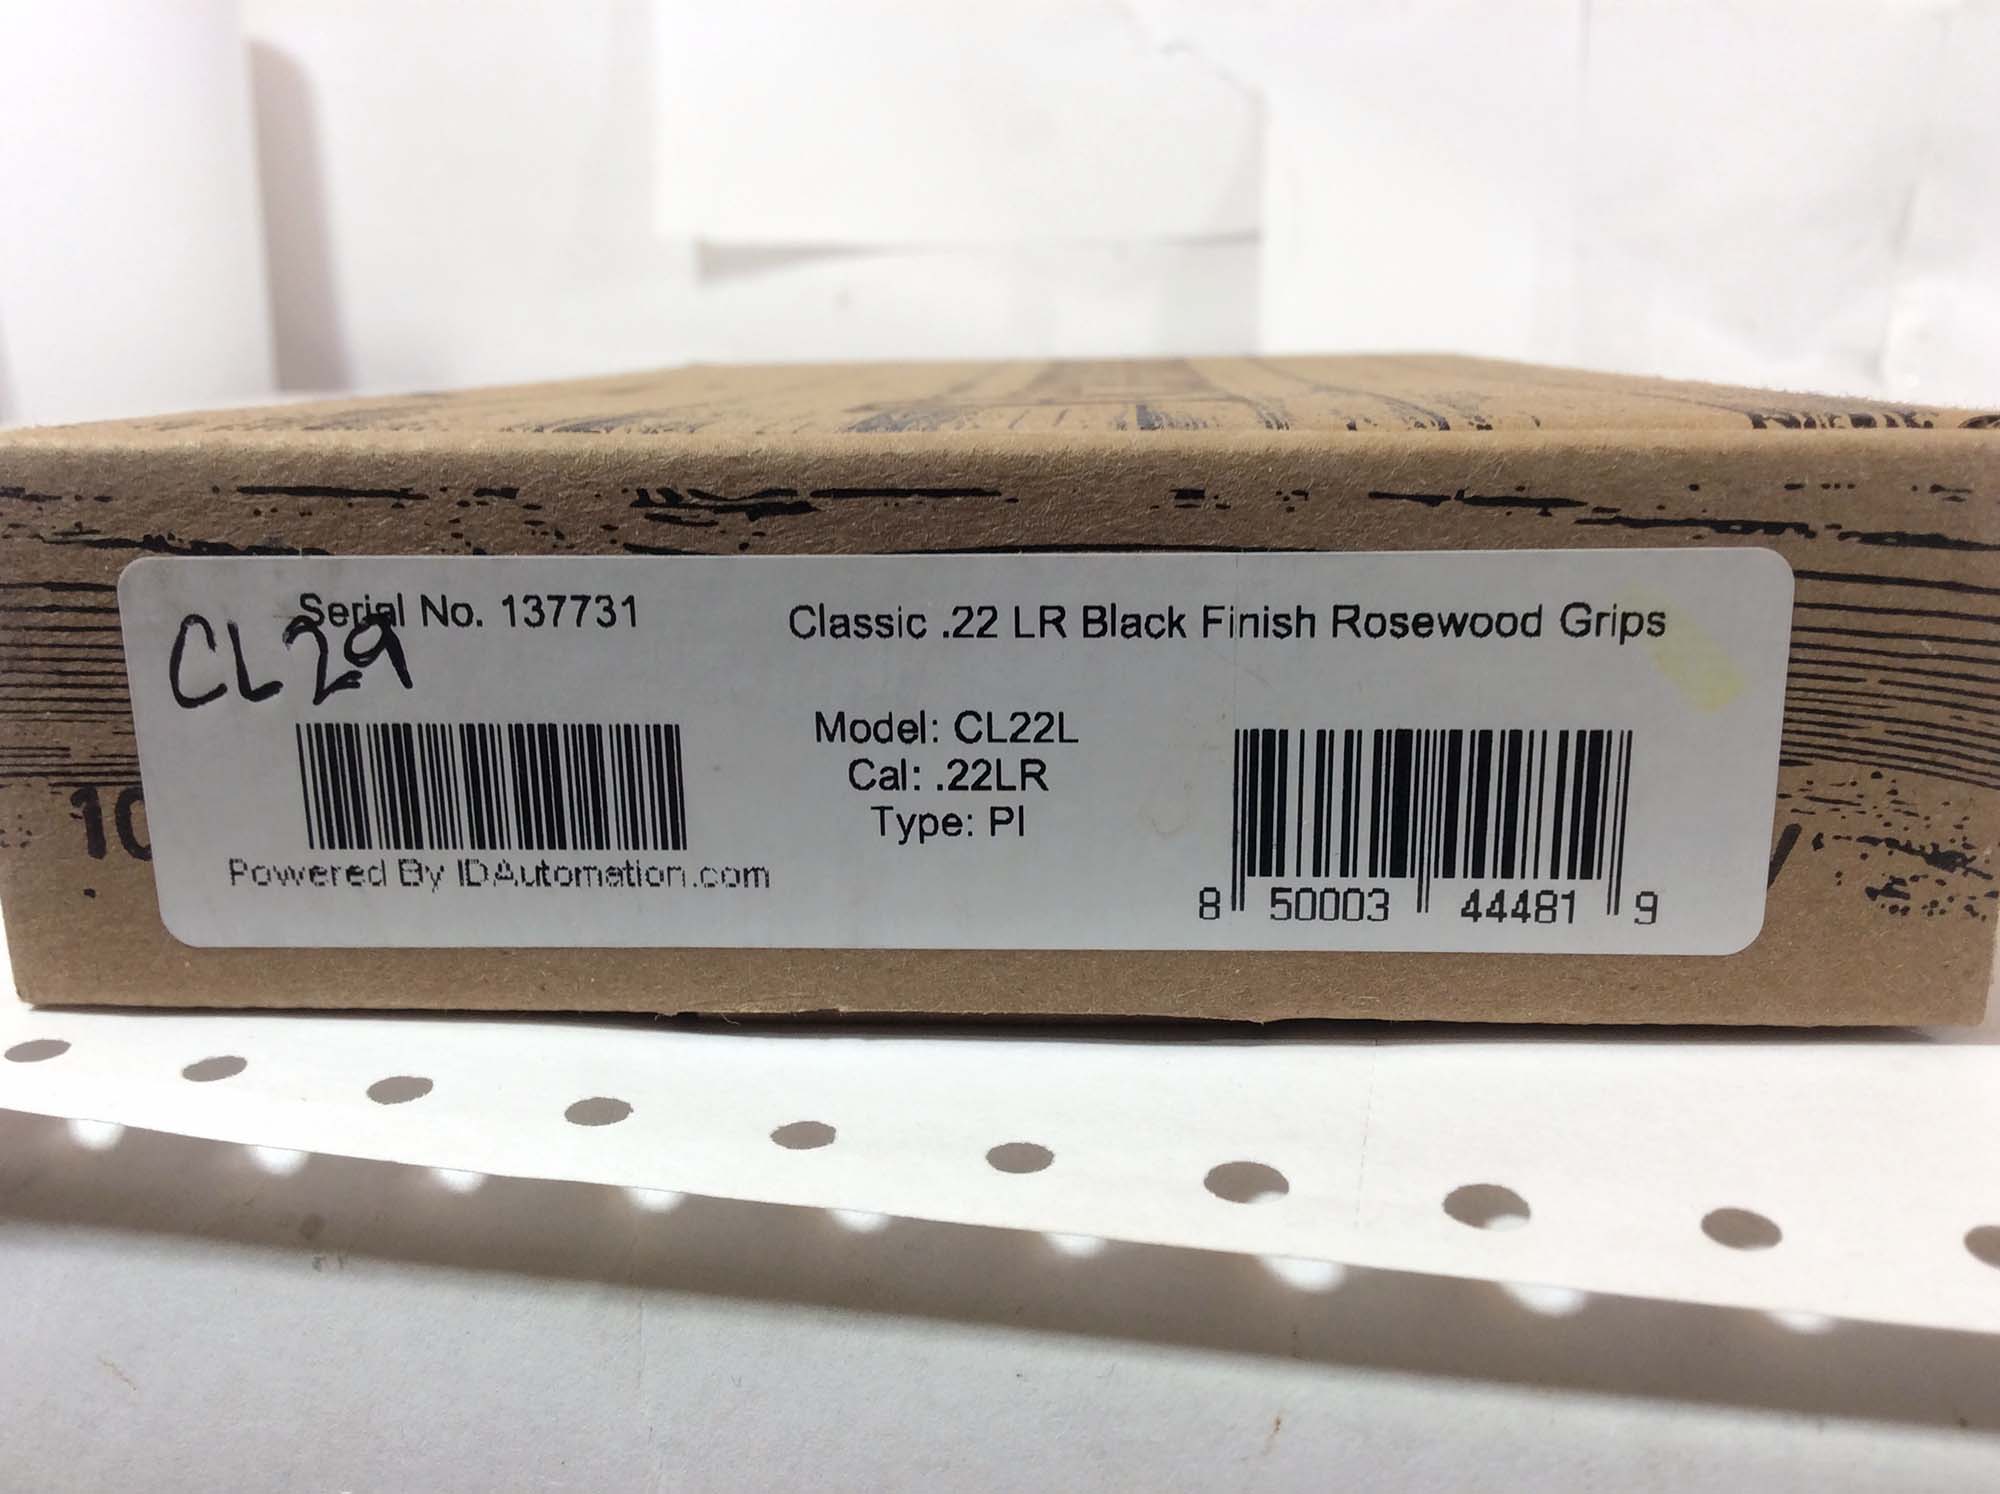 Serial No. 137731
CL29
Classic .22 LR Black Finish Rosewood Grips
Model: CL22L
Cal: .22LR
Type: PI
Powered By IDAutomation.com
8 50003 44481 9
10